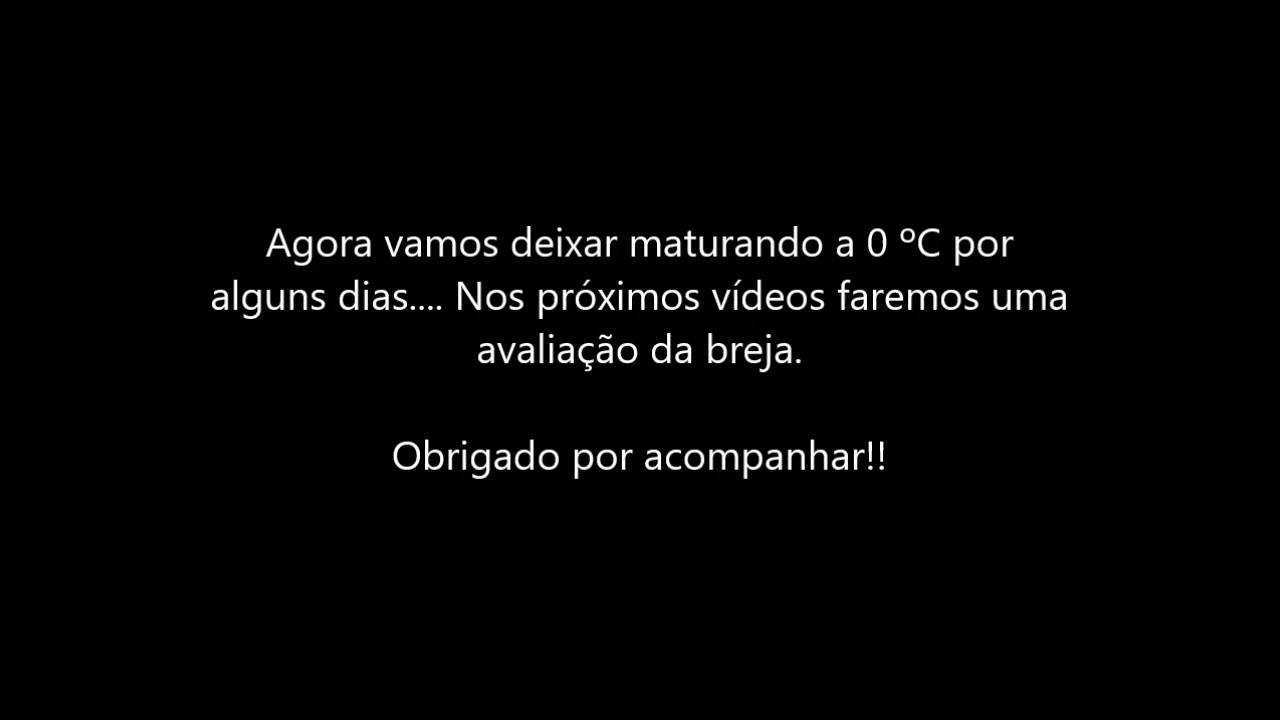 Agora vamos deixar maturando a 0 ºC por
alguns dias.... Nos próximos vídeos faremos uma
avaliação da breja.
Obrigado por acompanhar!!